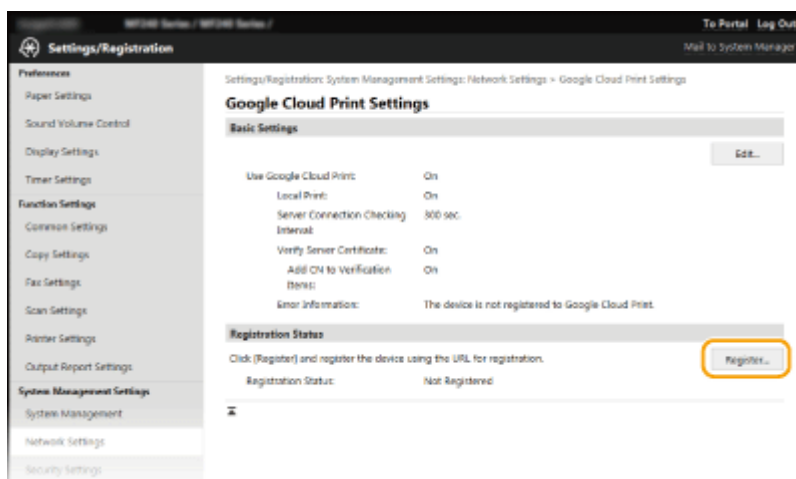 MF240 Series / MF240 Series /
To Portal Log Out
Settings/Registration
Mail to System Manager
Preferences
Paper Settings
Sound Volume Control
Display Settings
Timer Settings
Function Settings
Common Settings
Copy Settings
Fax Settings
Scan Settings
Printer Settings
Output Report Settings
System Management Settings
System Management
Network Settings
Security Settings
Settings/Registration: System Management Settings: Network Settings > Google Cloud Print Settings
Google Cloud Print Settings
Basic Settings
Edit...
Use Google Cloud Print: On
Local Print: On
Server Connection Checking 300 sec.
Interval:
Verify Server Certificate: On
Add CN to Verification On
Items:
Error Information: The device is not registered to Google Cloud Print.
Registration Status
Click [Register] and register the device using the URL for registration.
Register...
Registration Status: Not Registered